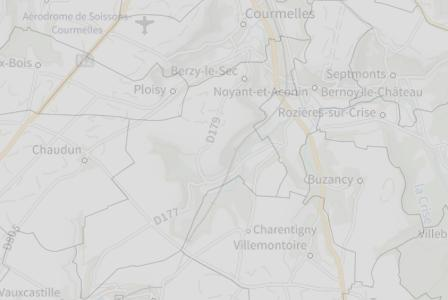 Courmelles
Aérodrome de Soissons-
Courmelles
x-Bois
Berzy-le-Sec
Septmonts
Ploisy
Noyant-et-Aconin
Bernoy-le-Château
Rozières-sur-Crise
D179
Chaudun
Buzancy
la Crise
D177
Charentigny
Villemontoire
Villeb
Vauxcastille